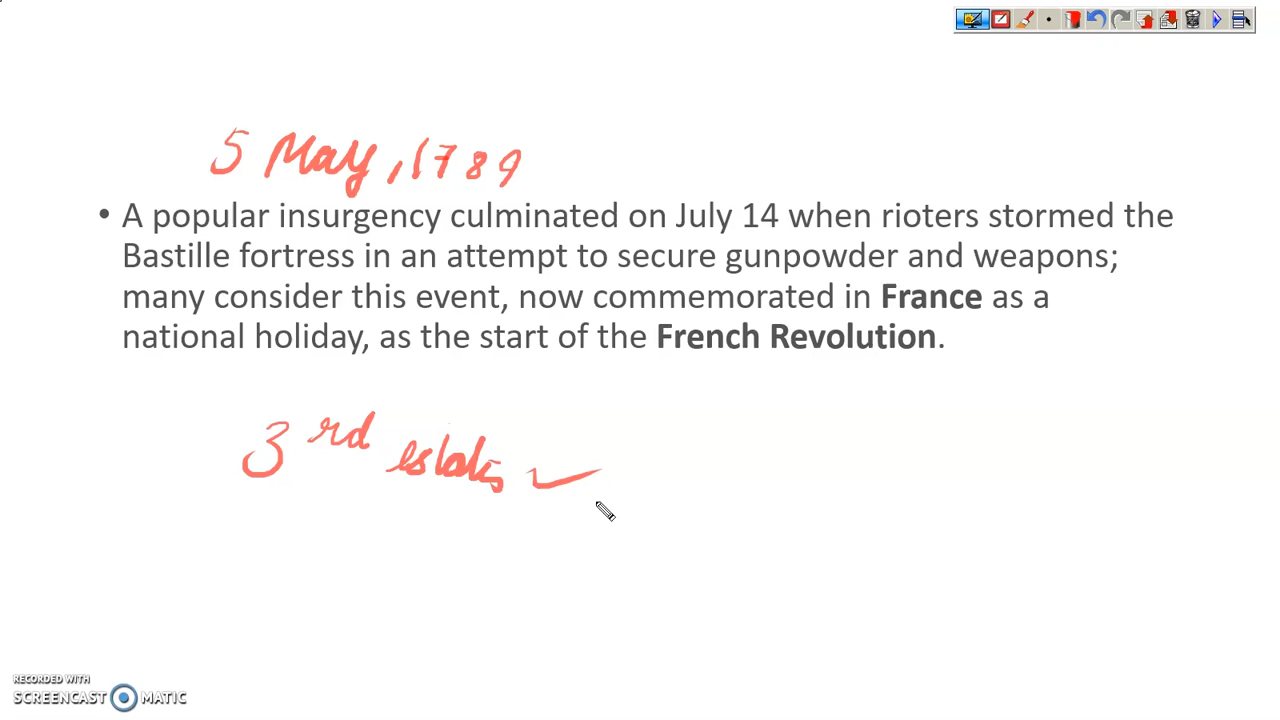 5 May, 1789
• A popular insurgency culminated on July 14 when rioters stormed the
Bastille fortress in an attempt to secure gunpowder and weapons;
many consider this event, now commemorated in France as a
national holiday, as the start of the French Revolution.
3rd estates
RECORDED WITH
SCREENCAST MATIC